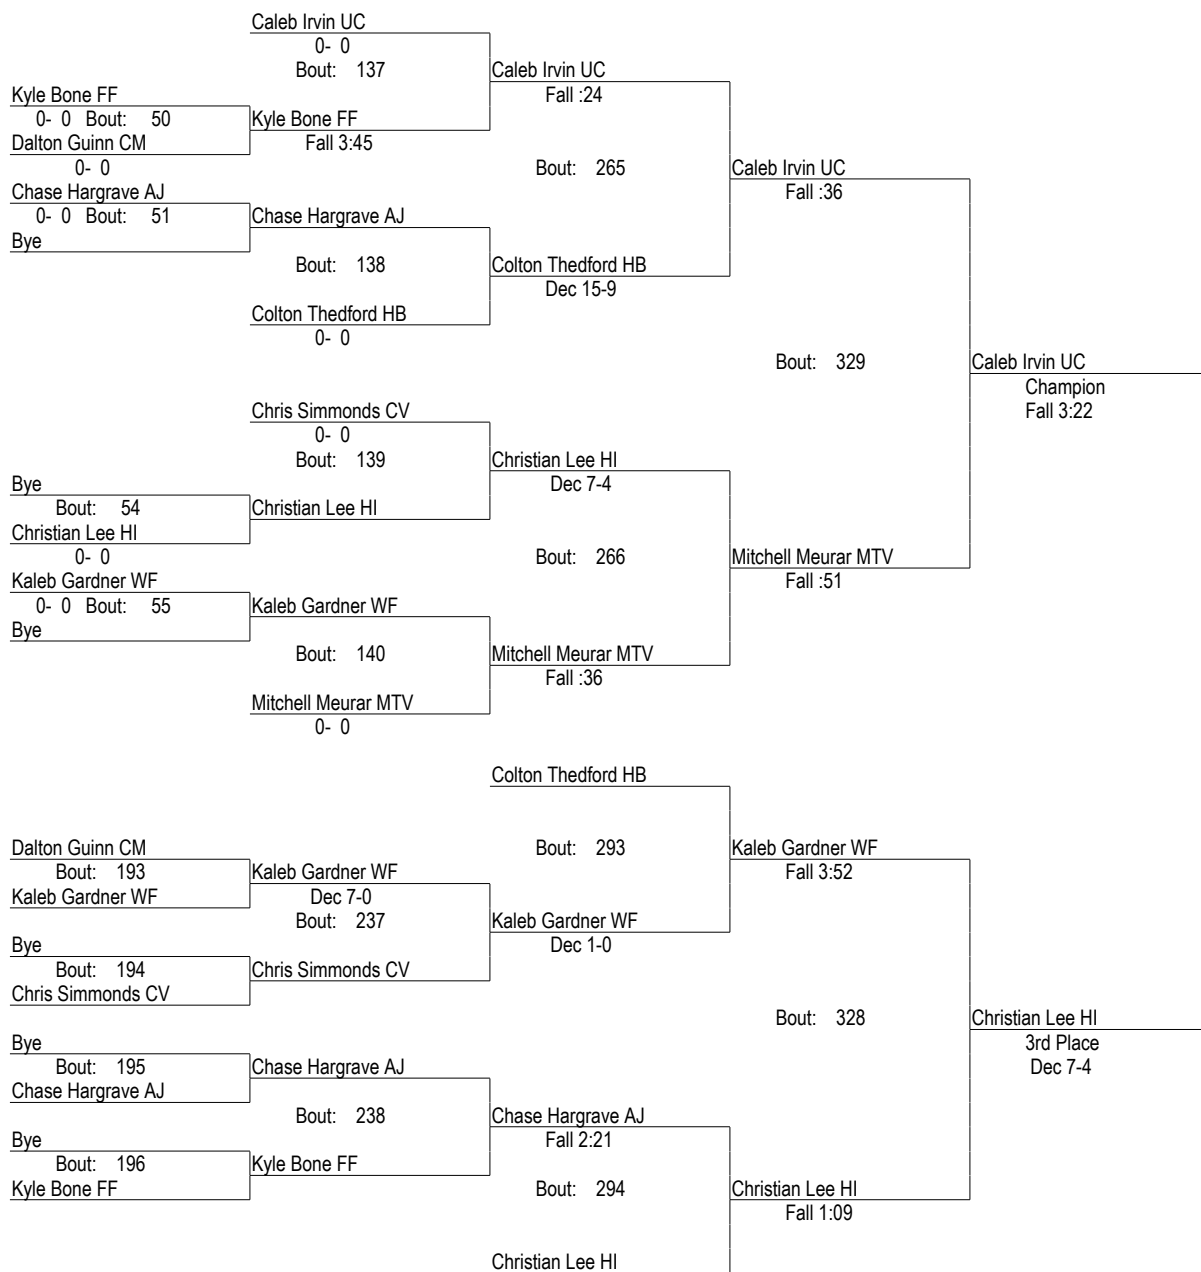 Caleb Irvin UC
0- 0
Bout: 137
Caleb Irvin UC
Fall :24
Kyle Bone FF
0- 0 Bout: 50
Kyle Bone FF
Fall 3:45
Dalton Guinn CM
0- 0
Bout: 265
Caleb Irvin UC
Fall :36
Chase Hargrave AJ
0- 0 Bout: 51
Chase Hargrave AJ
Bye
Bout: 138
Colton Thedford HB
Dec 15-9
Colton Thedford HB
0- 0
Bout: 329
Caleb Irvin UC
Champion
Fall 3:22
Chris Simmonds CV
0- 0
Bout: 139
Christian Lee HI
Dec 7-4
Bye
Bout: 54
Christian Lee HI
Christian Lee HI
0- 0
Bout: 266
Mitchell Meurar MTV
Fall :51
Kaleb Gardner WF
0- 0 Bout: 55
Kaleb Gardner WF
Bye
Bout: 140
Mitchell Meurar MTV
Fall :36
Mitchell Meurar MTV
0- 0
Colton Thedford HB
Dalton Guinn CM
Bout: 193
Bout: 293
Kaleb Gardner WF
Fall 3:52
Kaleb Gardner WF
Dec 7-0
Kaleb Gardner WF
Bout: 237
Kaleb Gardner WF
Dec 1-0
Bye
Bout: 194
Chris Simmonds CV
Chris Simmonds CV
Bout: 328
Christian Lee HI
3rd Place
Dec 7-4
Bye
Bout: 195
Chase Hargrave AJ
Chase Hargrave AJ
Bout: 238
Chase Hargrave AJ
Fall 2:21
Bye
Bout: 196
Kyle Bone FF
Kyle Bone FF
Bout: 294
Christian Lee HI
Fall 1:09
Christian Lee HI